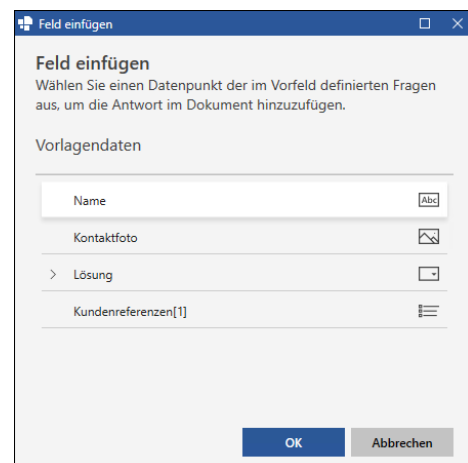 Feld einfügen
Feld einfügen
Wählen Sie einen Datenpunkt der im Vorfeld definierten Fragen
aus, um die Antwort im Dokument hinzuzufügen.
Vorlagendaten
Name
Abc
Kontaktfoto
Lösung
Kundenreferenzen[1]
OK
Abbrechen